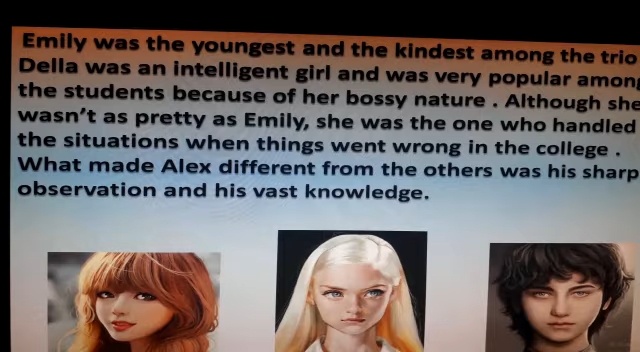 Emily was the youngest and the kindest among the trio
Della was an intelligent girl and was very popular among
the students because of her bossy nature . Although she
wasn't as pretty as Emily, she was the one who handled
the situations when things went wrong in the college .
What made Alex different from the others was his sharp
observation and his vast knowledge.